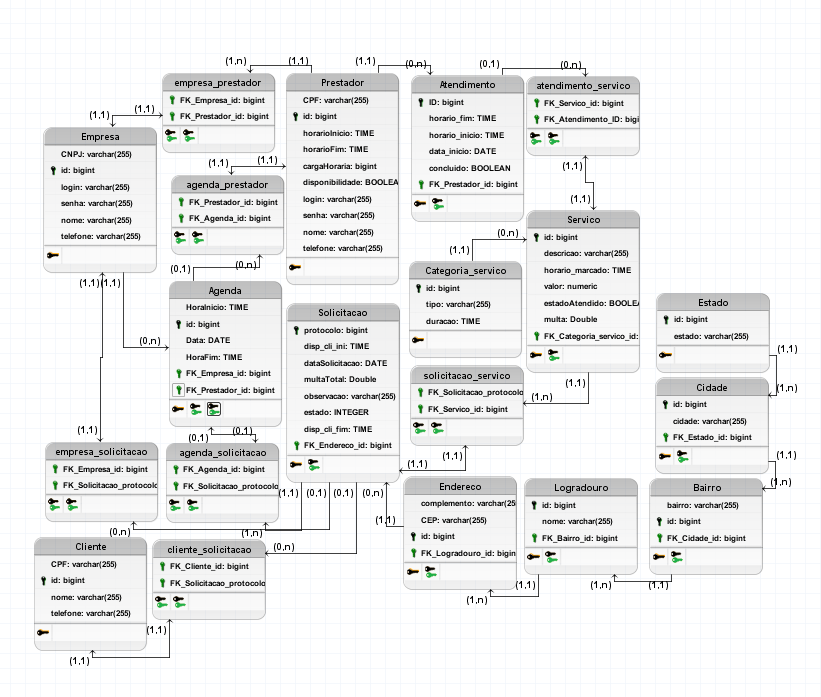 empresa_prestador
FK_Empresa_id: bigint
FK_Prestador_id: bigint
Prestador
CPF: varchar(255)
id: bigint
horarioInicio: TIME
horarioFim: TIME
cargaHoraria: bigint
disponibilidade: BOOLEA
login: varchar(255)
senha: varchar(255)
nome: varchar(255)
telefone: varchar(255)
Atendimento
ID: bigint
horario_fim: TIME
horario_inicio: TIME
data_inicio: DATE
concluido: BOOLEAN
FK_Prestador_id: bigint
atendimento_servico
FK_Servico_id: bigint
FK_Atendimento_ID: bigi
Empresa
CNPJ: varchar(255)
id: bigint
login: varchar(255)
senha: varchar(255)
nome: varchar(255)
telefone: varchar(255)
agenda_prestador
FK_Prestador_id: bigint
FK_Agenda_id: bigint
Servico
id: bigint
descricao: varchar(255)
horario_marcado: TIME
valor: numeric
estadoAtendido: BOOLEA
multa: Double
FK_Categoria_servico_id:
Categoria_servico
id: bigint
tipo: varchar(255)
duracao: TIME
Agenda
HoraInicio: TIME
id: bigint
Data: DATE
HoraFim: TIME
FK_Empresa_id: bigint
FK_Prestador_id: bigint
Solicitacao
protocolo: bigint
disp_cli_ini: TIME
dataSolicitacao: DATE
multaTotal: Double
observacao: varchar(255)
estado: INTEGER
disp_cli_fim: TIME
FK_Endereco_id: bigint
Estado
id: bigint
estado: varchar(255)
solicitacao_servico
FK_Solicitacao_protocolo
FK_Servico_id: bigint
Cidade
id: bigint
cidade: varchar(255)
FK_Estado_id: bigint
empresa_solicitacao
FK_Empresa_id: bigint
FK_Solicitacao_protocolo
agenda_solicitacao
FK_Agenda_id: bigint
FK_Solicitacao_protocolo
Endereco
complemento: varchar(25
CEP: varchar(255)
id: bigint
FK_Logradouro_id: bigin
Logradouro
id: bigint
nome: varchar(255)
FK_Bairro_id: bigint
Bairro
bairro: varchar(255)
id: bigint
FK_Cidade_id: bigint
Cliente
CPF: varchar(255)
id: bigint
nome: varchar(255)
telefone: varchar(255)
cliente_solicitacao
FK_Cliente_id: bigint
FK_Solicitacao_protocolo
(1,n)
(1,1)
(1,1)
(0,n)
(0,1)
(0,n)
(1,1)
(1,1)
(1,1)
(1,1)
(1,1)
(1,1)
(0,1)
(0,n)
(1,1)
(0,n)
(1,1)
(1,1)
(0,n)
(1,1)
(1,n)
(1,1)
(1,n)
(1,1)
(0,1)
(0,1)
(1,1)
(1,1)
(1,n)
(1,1)
(0,1)
(0,1)
(0,n)
(1,1)
(0,n)
(1,n)
(0,n)
(1,1)
(1,n)
(1,n)
(1,1)
(1,1)
(1,1)